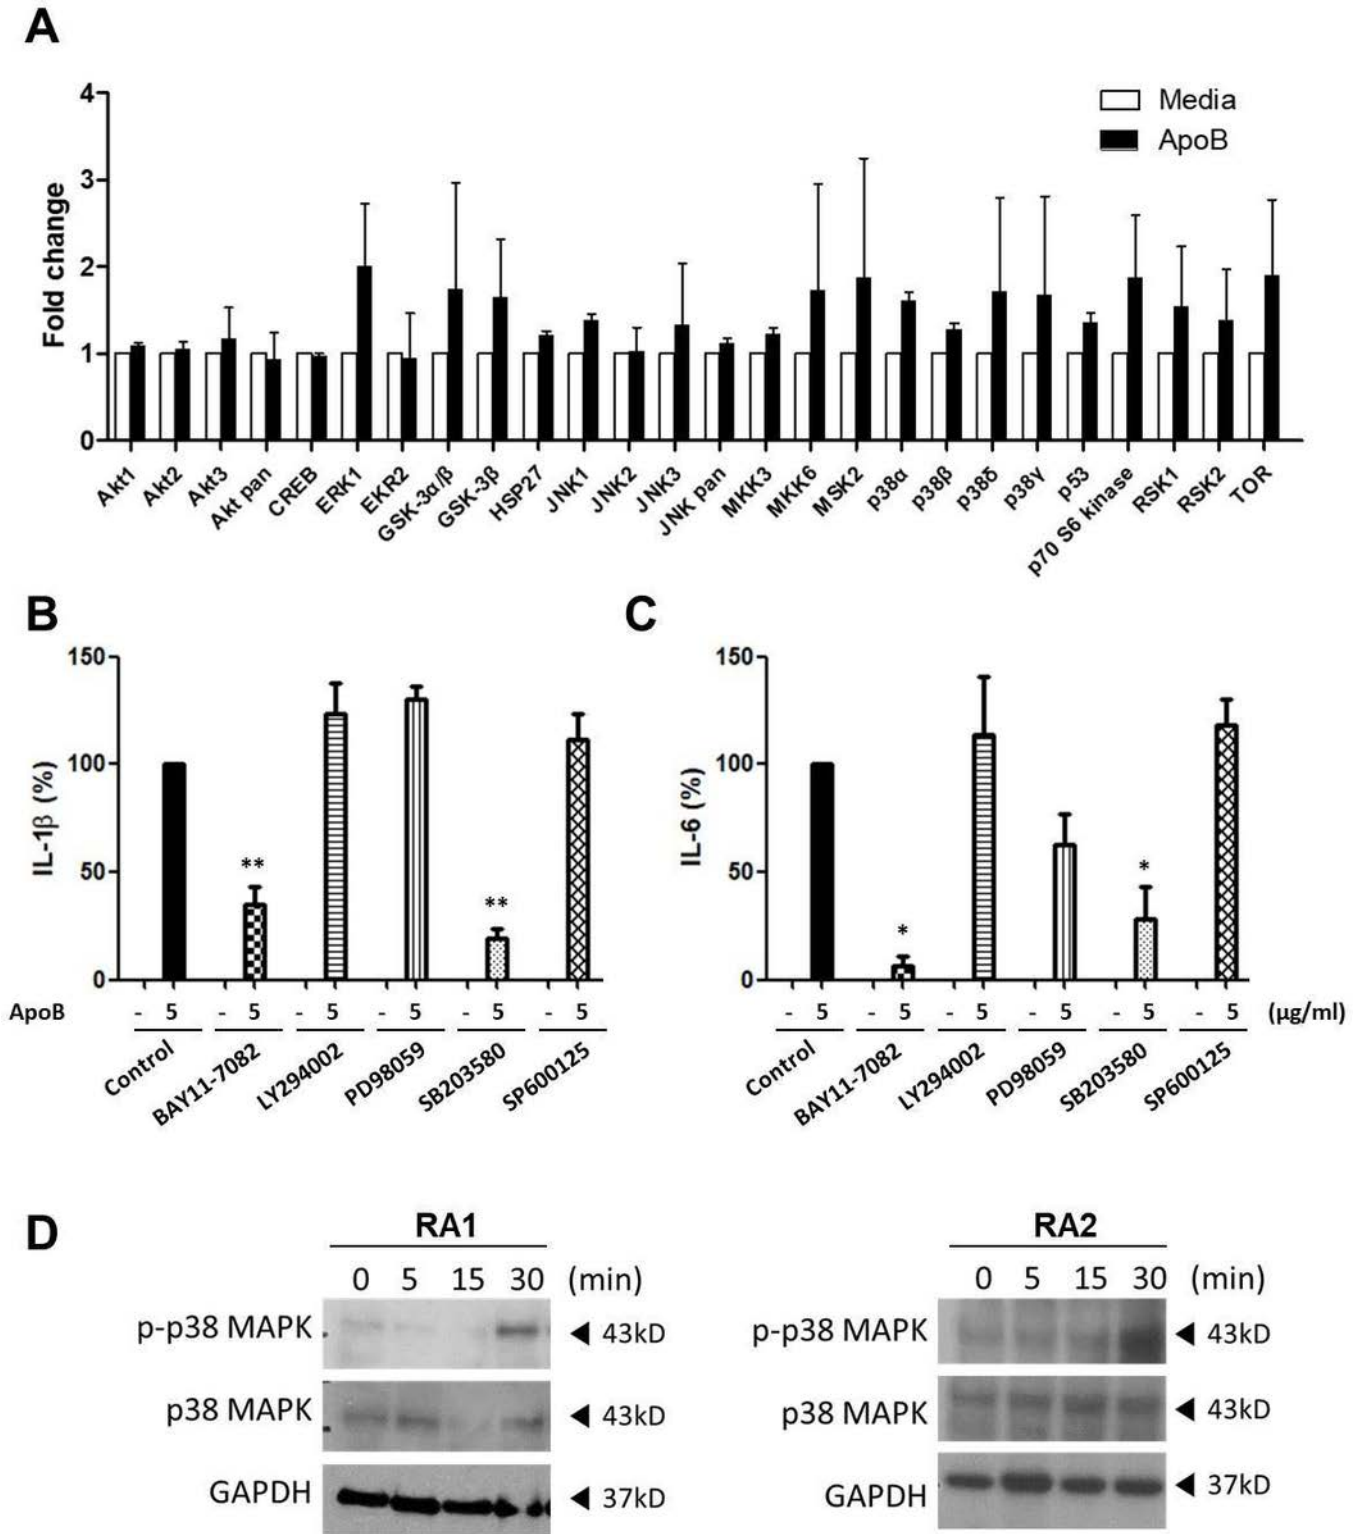 A
4
3
2
1
0
Fold change
Media
ApoB
Akt1 Akt2 Akt3 Akt pan CREB ERK1 EKR2 GSK-3α/β GSK-3β HSP27 JNK1 JNK2 JNK3 JNK pan MKK3 MKK6 MSK2 p38α p38β p38δ p38γ p53 p70 S6 kinase RSK1 RSK2 TOR
B
150
100
50
0
IL-1β (%)
** **
ApoB - 5 - 5 - 5 - 5 - 5 - 5
Control BAY11-7082 LY294002 PD98059 SB203580 SP600125
C
150
100
50
0
IL-6 (%)
* *
- 5 - 5 - 5 - 5 - 5 - 5 (µg/ml)
Control BAY11-7082 LY294002 PD98059 SB203580 SP600125
D
RA1
0 5 15 30 (min)
p-p38 MAPK 43kD
p38 MAPK 43kD
GAPDH 37kD
RA2
0 5 15 30 (min)
p-p38 MAPK 43kD
p38 MAPK 43kD
GAPDH 37kD